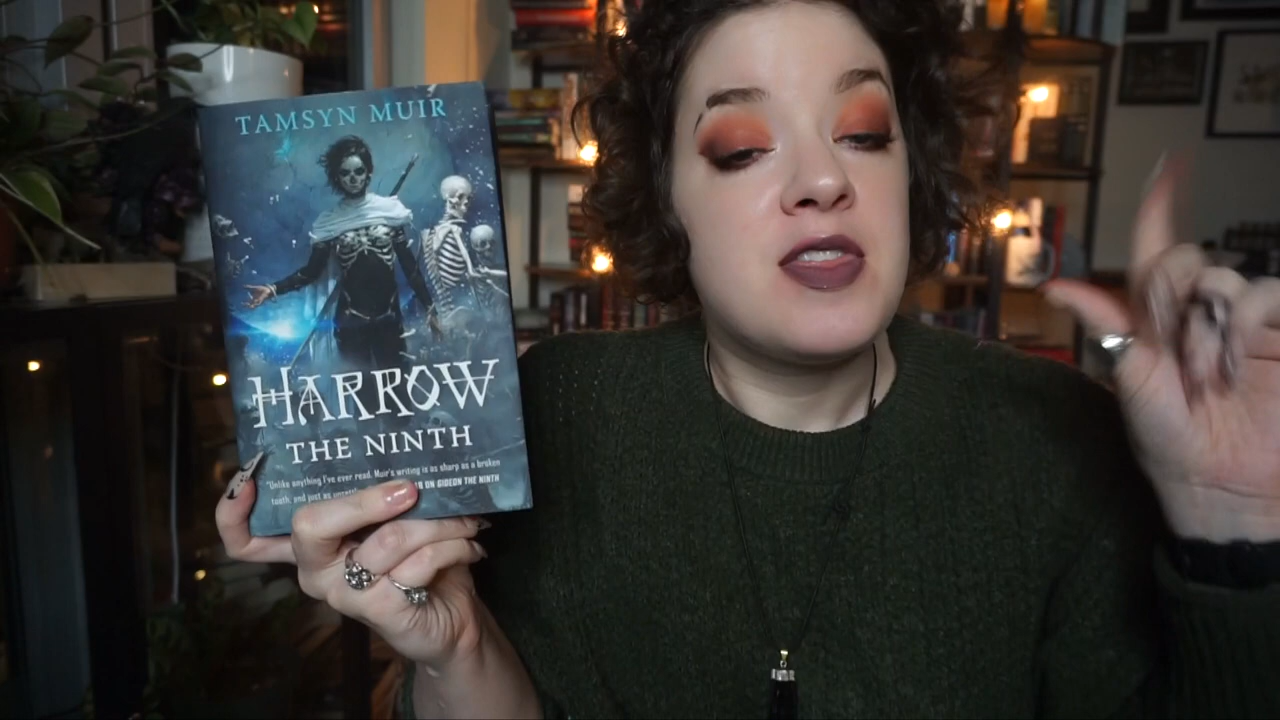 TAMSYN MUIR
HARROW
THE NINTH
"Unlike anything I've ever read. Muir's writing is as sharp as a broken
tooth, and just as ON GIDEON THE NINTH